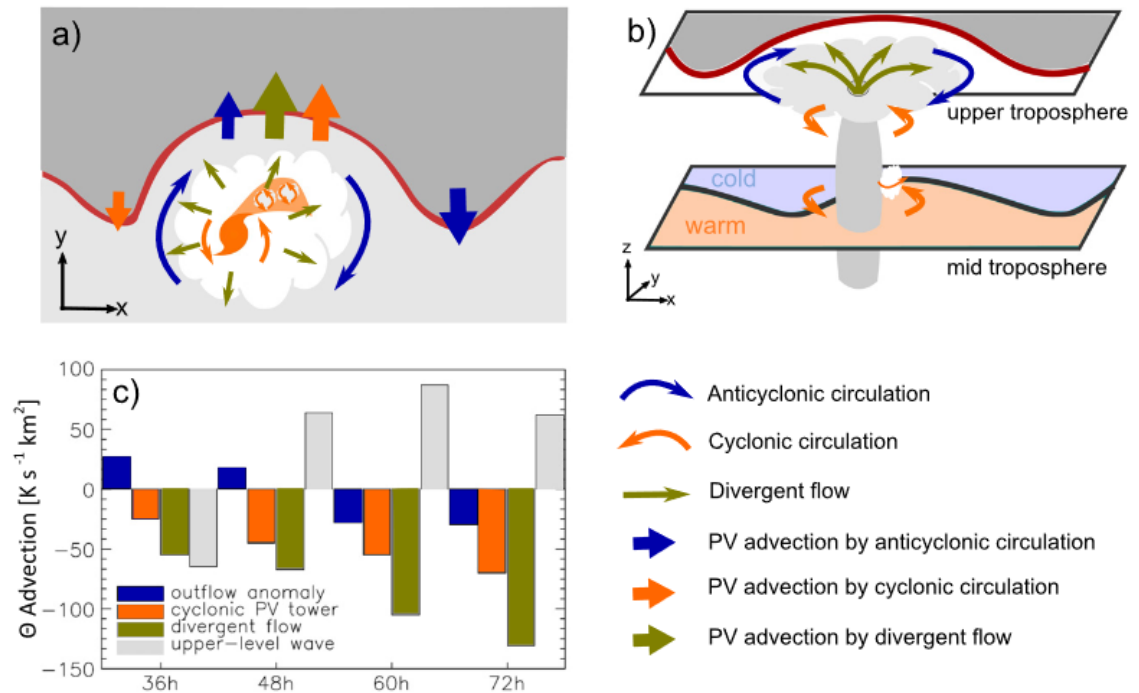 a)
y
x
b)
upper troposphere
cold
warm
mid troposphere
z
y
x
c)
Θ Advection [K s⁻¹ km²]
100
50
0
−50
−100
−150
outflow anomaly
cyclonic PV tower
divergent flow
upper-level wave
36h 48h 60h 72h
Anticyclonic circulation
Cyclonic circulation
Divergent flow
PV advection by anticyclonic circulation
PV advection by cyclonic circulation
PV advection by divergent flow